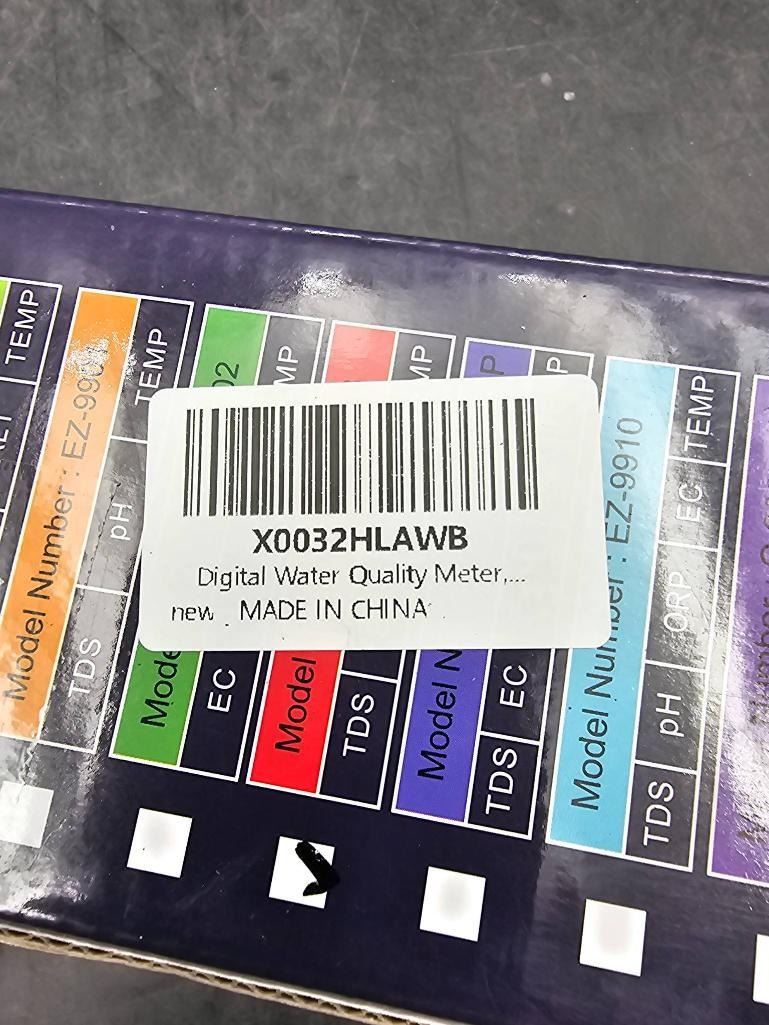 TEMP
Model Number : EZ-990
TEMP
pH
TDS
02
MP
Mode
EC
MP
Model
TDS
P
P
Model N
EC
TDS
Model Number : EZ-9910
TEMP
EC
ORP
pH
TDS
X0032HLAWB
Digital Water Quality Meter,...
new MADE IN CHINA